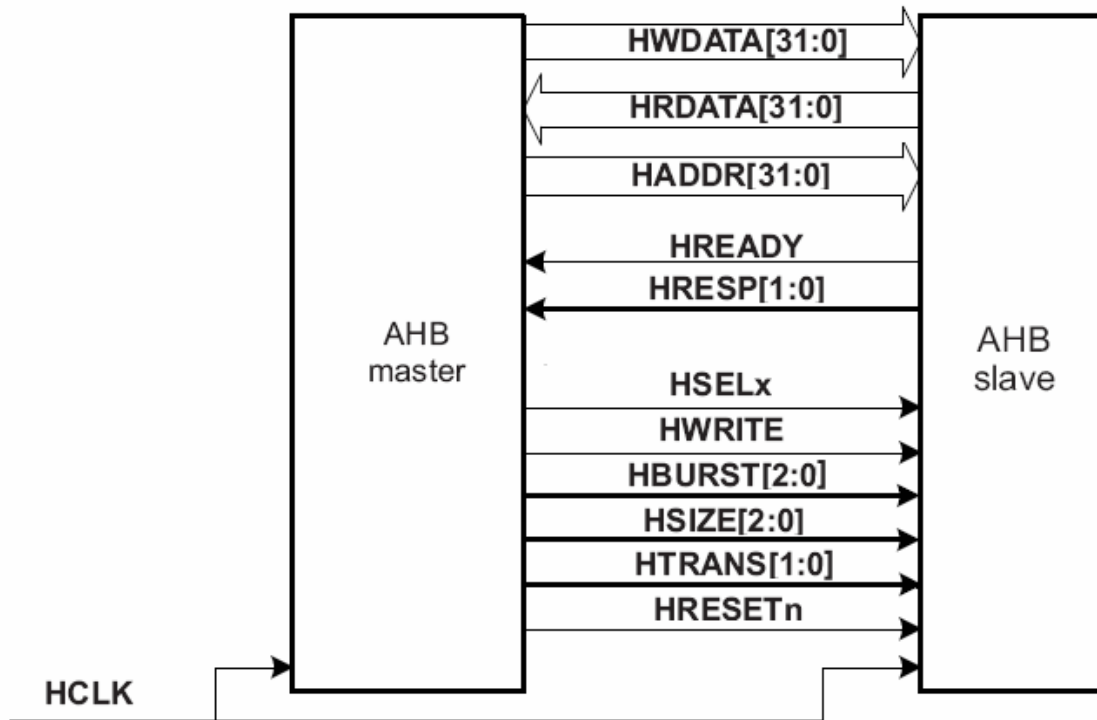 HWDATA[31:0]
HRDATA[31:0]
HADDR[31:0]
HREADY
HRESP[1:0]
AHB
master
AHB
slave
HSELx
HWRITE
HBURST[2:0]
HSIZE[2:0]
HTRANS[1:0]
HRESETn
HCLK